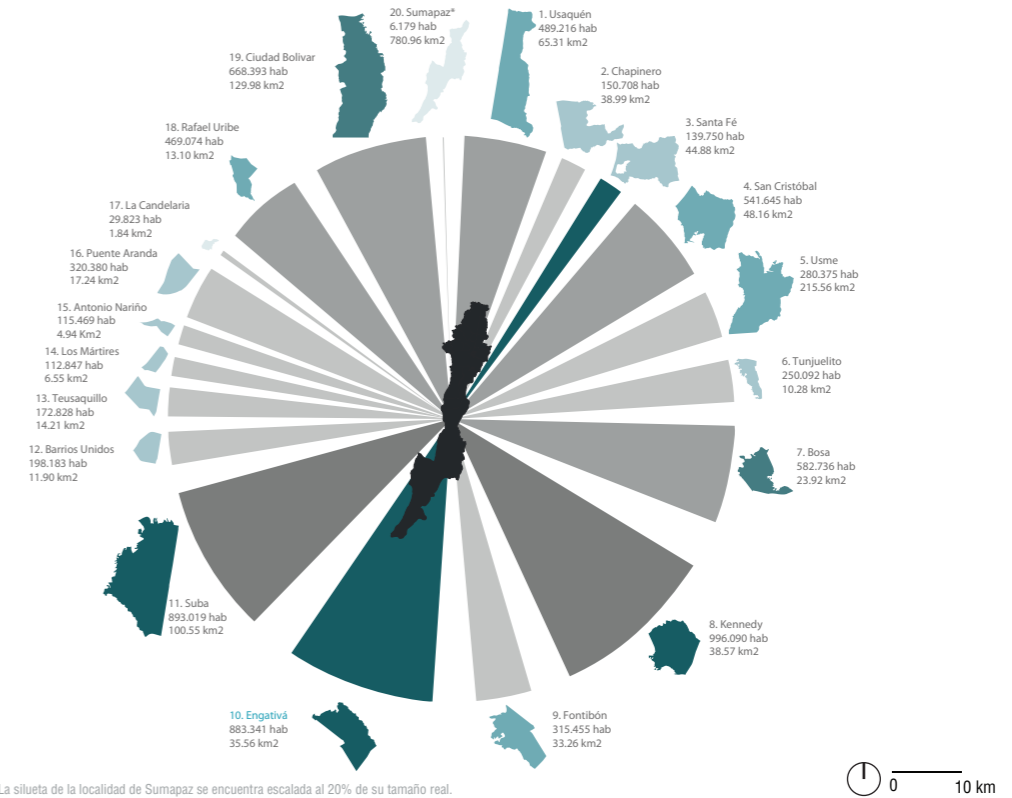 20. Sumapaz*
6.179 hab
780.96 km2
1. Usaquén
489.216 hab
65.31 km2
2. Chapinero
150.708 hab
38.99 km2
3. Santa Fé
139.750 hab
44.88 km2
4. San Cristóbal
541.645 hab
48.16 km2
5. Usme
280.375 hab
215.56 km2
6. Tunjuelito
250.092 hab
10.28 km2
7. Bosa
582.736 hab
23.92 km2
8. Kennedy
996.090 hab
38.57 km2
9. Fontibón
315.455 hab
33.26 km2
10. Engativá
883.341 hab
35.56 km2
11. Suba
893.019 hab
100.55 km2
12. Barrios Unidos
198.183 hab
11.90 km2
13. Teusaquillo
172.828 hab
14.21 km2
14. Los Mártires
112.847 hab
6.55 km2
15. Antonio Nariño
115.469 hab
4.94 Km2
16. Puente Aranda
320.380 hab
17.24 km2
17. La Candelaria
29.823 hab
1.84 km2
18. Rafael Uribe
469.074 hab
13.10 km2
19. Ciudad Bolivar
668.393 hab
129.98 km2
La silueta de la localidad de Sumapaz se encuentra escalada al 20% de su tamaño real.
0 10 km